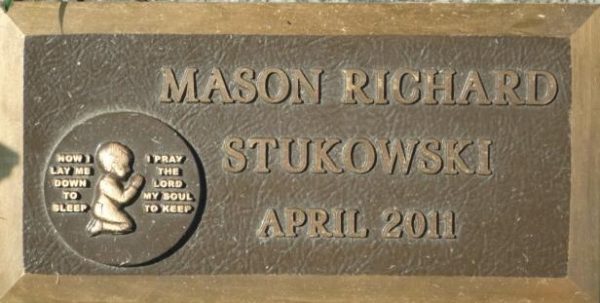 MASON RICHARD
STUKOWSKI
APRIL 2011
NOW I
LAY ME
DOWN
TO
SLEEP
I PRAY
THE
LORD
MY SOUL
TO KEEP